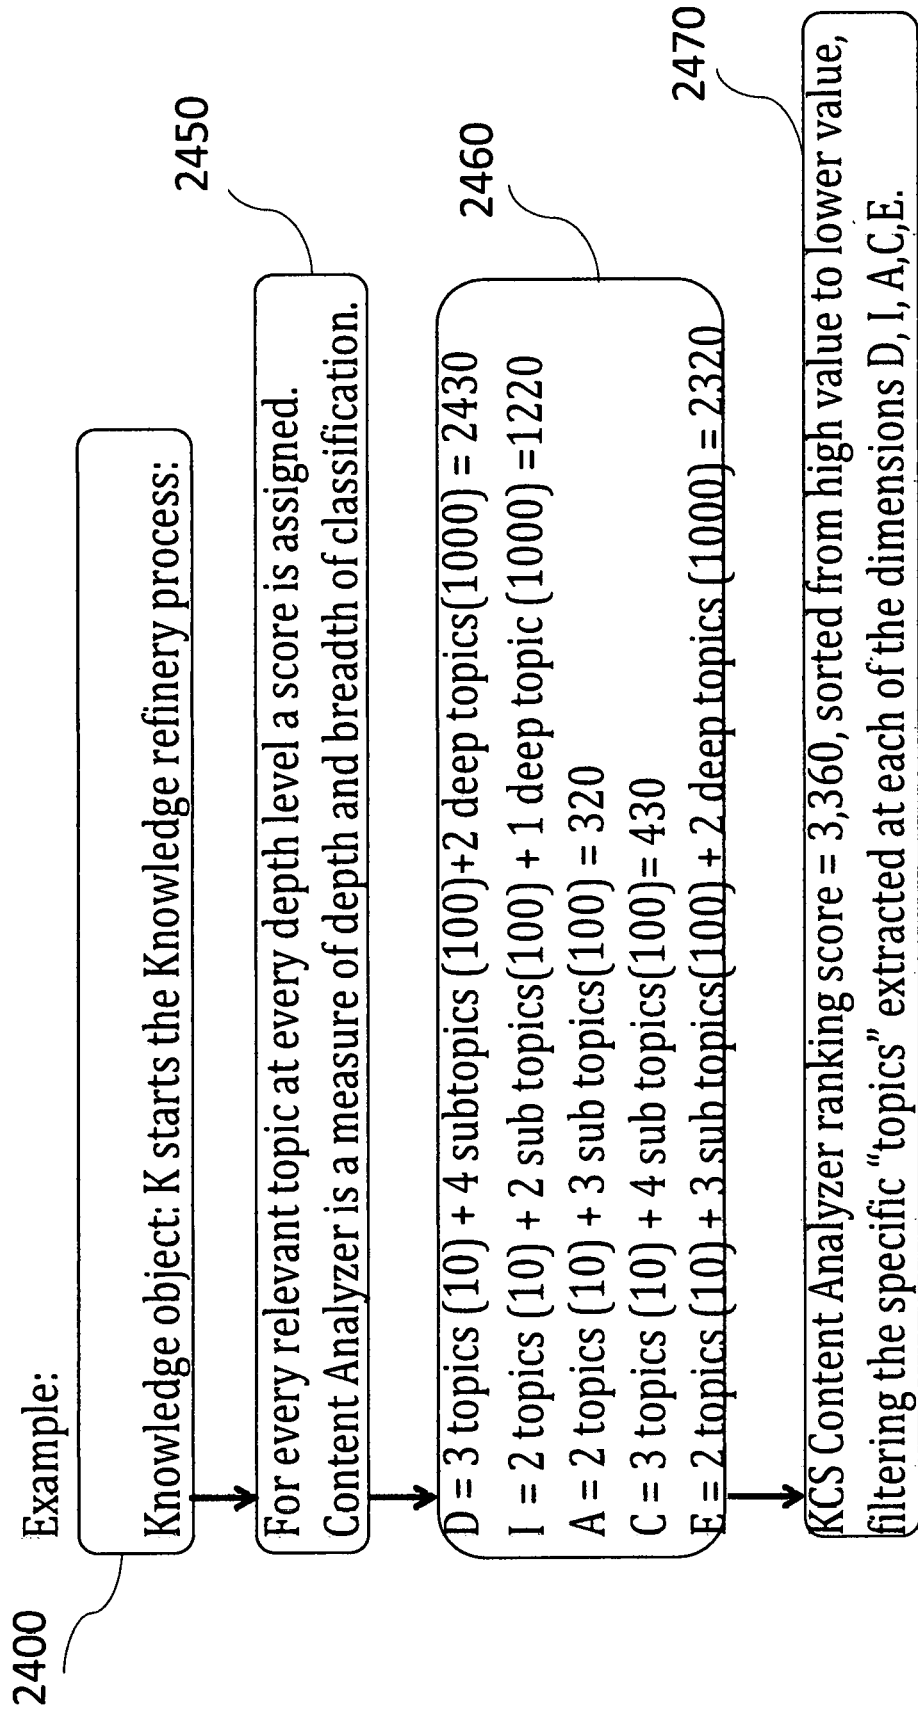 Example:
2400
Knowledge object: K starts the Knowledge refinery process:
2450
For every relevant topic at every depth level a score is assigned.
Content Analyzer is a measure of depth and breadth of classification.
2460
D = 3 topics (10) + 4 subtopics (100)+2 deep topics(1000) = 2430
I = 2 topics (10) + 2 sub topics(100) + 1 deep topic (1000) =1220
A = 2 topics (10) + 3 sub topics(100) = 320
C = 3 topics (10) + 4 sub topics(100)= 430
E = 2 topics (10) + 3 sub topics(100) + 2 deep topics (1000) = 2320
2470
KCS Content Analyzer ranking score = 3,360, sorted from high value to lower value,
filtering the specific “topics” extracted at each of the dimensions D, I, A,C,E.